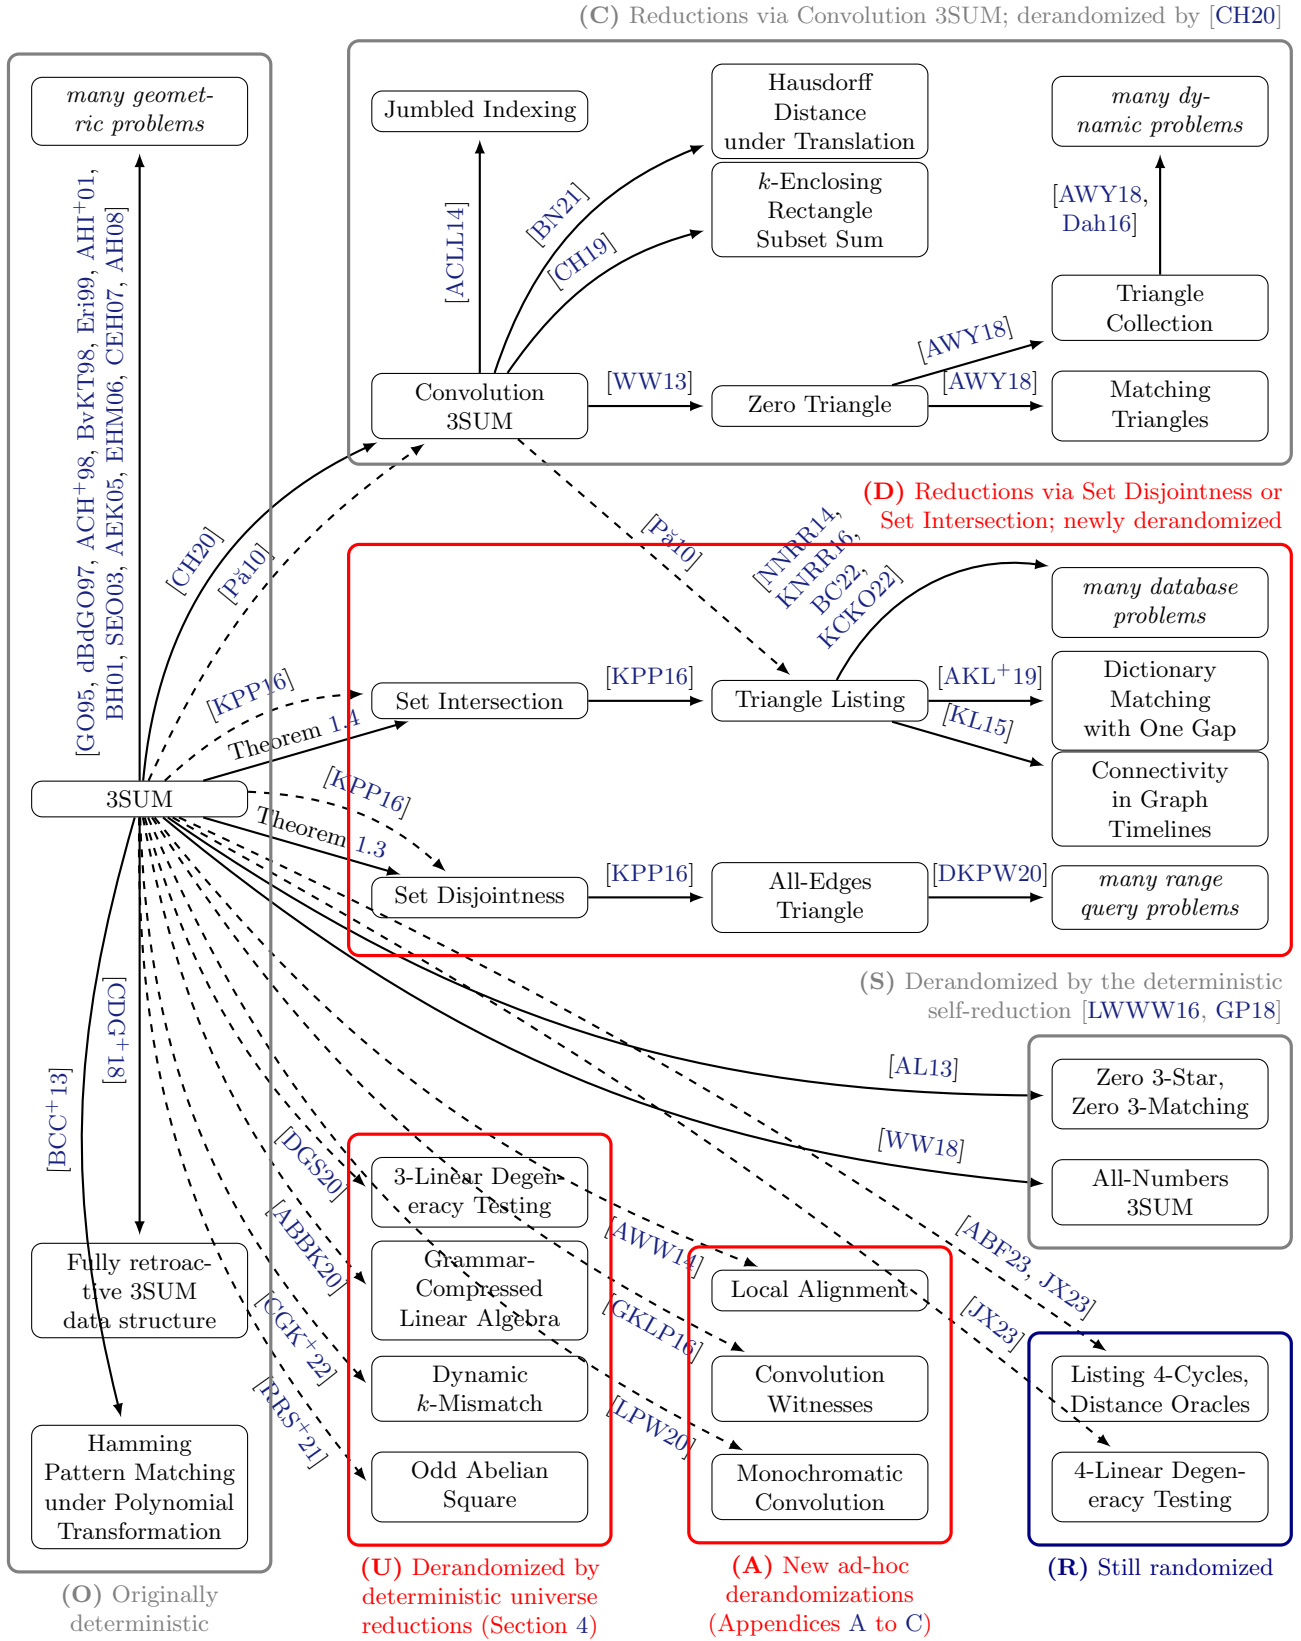 (C) Reductions via Convolution 3SUM; derandomized by [CH20]
many geomet-
ric problems
Jumbled Indexing
Hausdorff
Distance
under Translation
k-Enclosing
Rectangle
Subset Sum
many dy-
namic problems
[GO95, dBdGO97, ACH+98, BvKT98, Eri99, AHI+01,
BH01, SEO03, AEK05, EHM06, CEH07, AH08]
[ACLL14]
[BN21]
[CH19]
[AWY18,
Dah16]
Triangle
Collection
Convolution
3SUM
[WW13]
Zero Triangle
[AWY18]
[AWY18]
Matching
Triangles
(D) Reductions via Set Disjointness or
Set Intersection; newly derandomized
[CH20]
[Pă10]
[Pă10]
[NNRR14,
KNRR16,
BC22,
KCKO22]
many database
problems
[KPP16]
Theorem 1.4
Set Intersection
[KPP16]
Triangle Listing
[AKL+19]
[KL15]
Dictionary
Matching
with One Gap
Connectivity
in Graph
Timelines
3SUM
[KPP16]
Theorem 1.3
Set Disjointness
[KPP16]
All-Edges
Triangle
[DKPW20]
many range
query problems
(S) Derandomized by the deterministic
self-reduction [LWWW16, GP18]
[CDG+18]
[BCC+13]
[AL13]
Zero 3-Star,
Zero 3-Matching
[WW18]
All-Numbers
3SUM
[DGS20]
[ABBK20]
[CGK+22]
[RRS+21]
[AWW14]
[GKLP16]
[LPW20]
[ABF23, JX23]
[JX23]
Fully retroac-
tive 3SUM
data structure
Hamming
Pattern Matching
under Polynomial
Transformation
3-Linear Degen-
eracy Testing
Grammar-
Compressed
Linear Algebra
Dynamic
k-Mismatch
Odd Abelian
Square
Local Alignment
Convolution
Witnesses
Monochromatic
Convolution
Listing 4-Cycles,
Distance Oracles
4-Linear Degen-
eracy Testing
(O) Originally
deterministic
(U) Derandomized by
deterministic universe
reductions (Section 4)
(A) New ad-hoc
derandomizations
(Appendices A to C)
(R) Still randomized